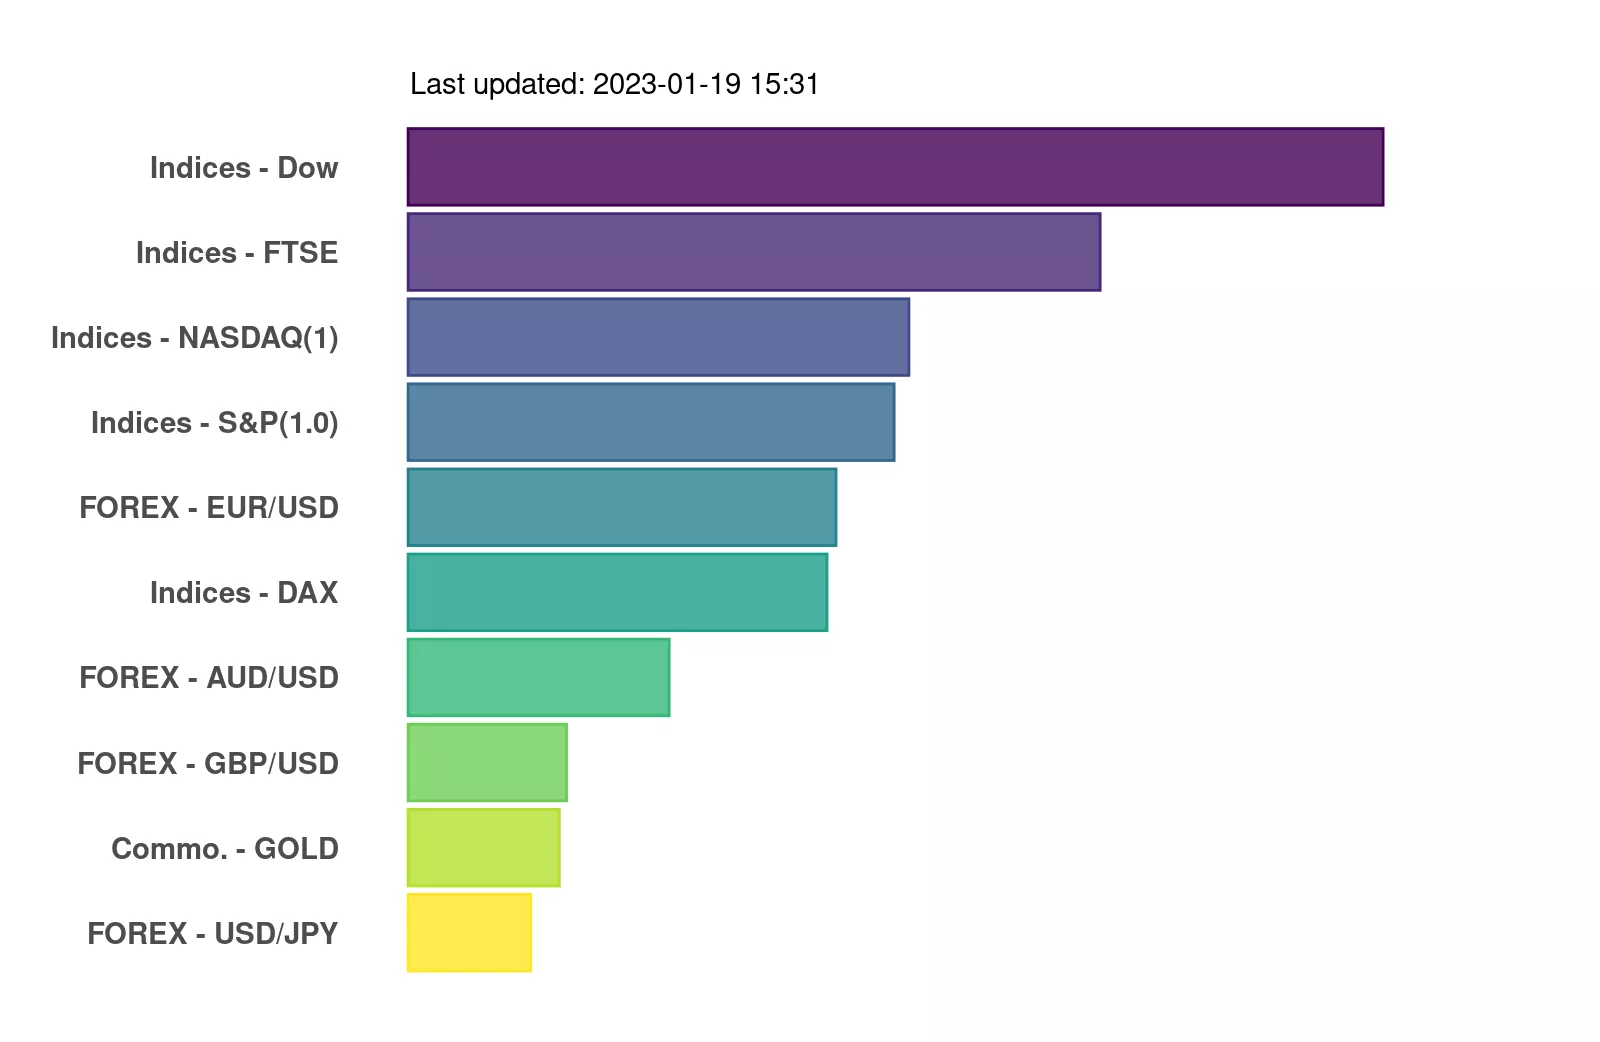 Last updated: 2023-01-19 15:31
Indices - Dow
Indices - FTSE
Indices - NASDAQ(1)
Indices - S&P(1.0)
FOREX - EUR/USD
Indices - DAX
FOREX - AUD/USD
FOREX - GBP/USD
Commo. - GOLD
FOREX - USD/JPY